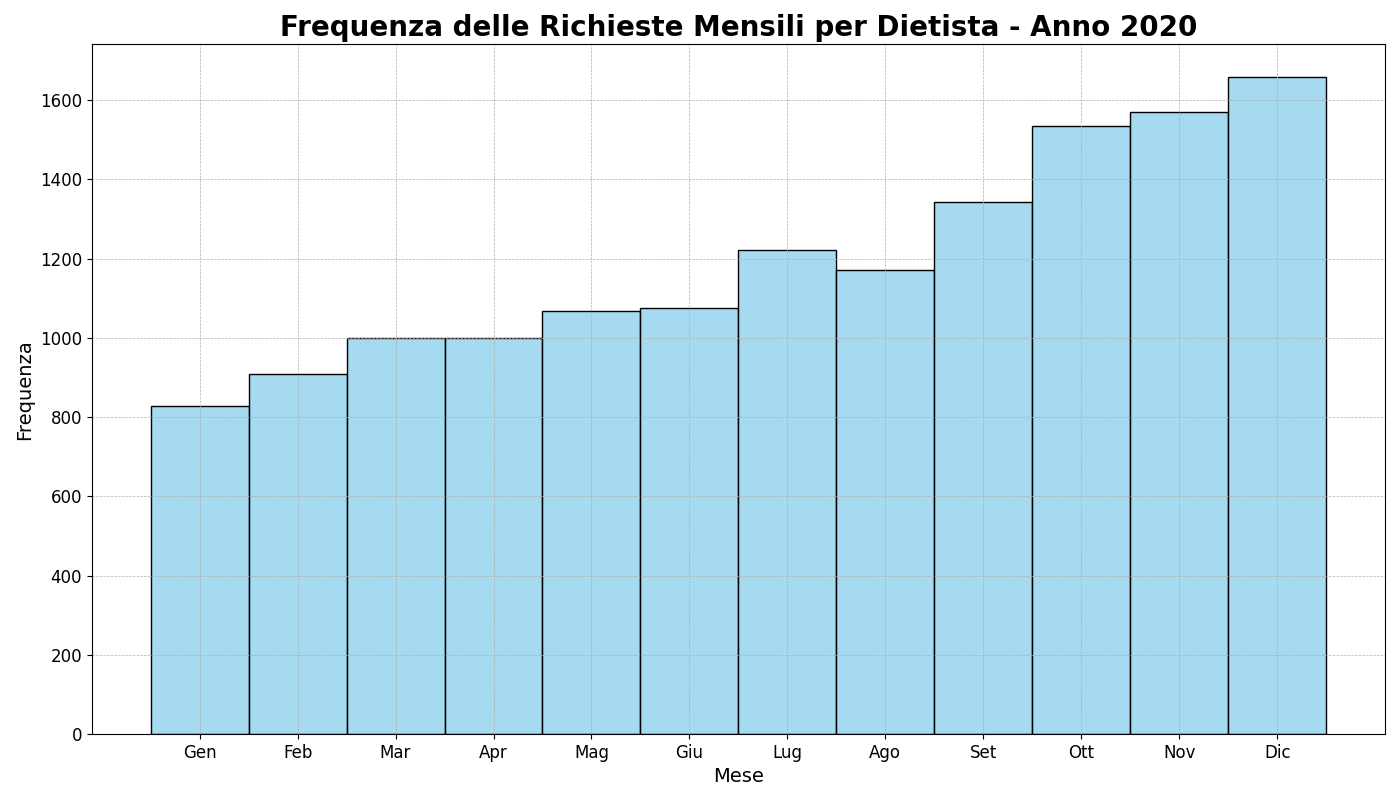 Frequenza delle Richieste Mensili per Dietista - Anno 2020
1600
1400
1200
1000
800
600
400
200
0
Frequenza
Gen Feb Mar Apr Mag Giu Lug Ago Set Ott Nov Dic
Mese